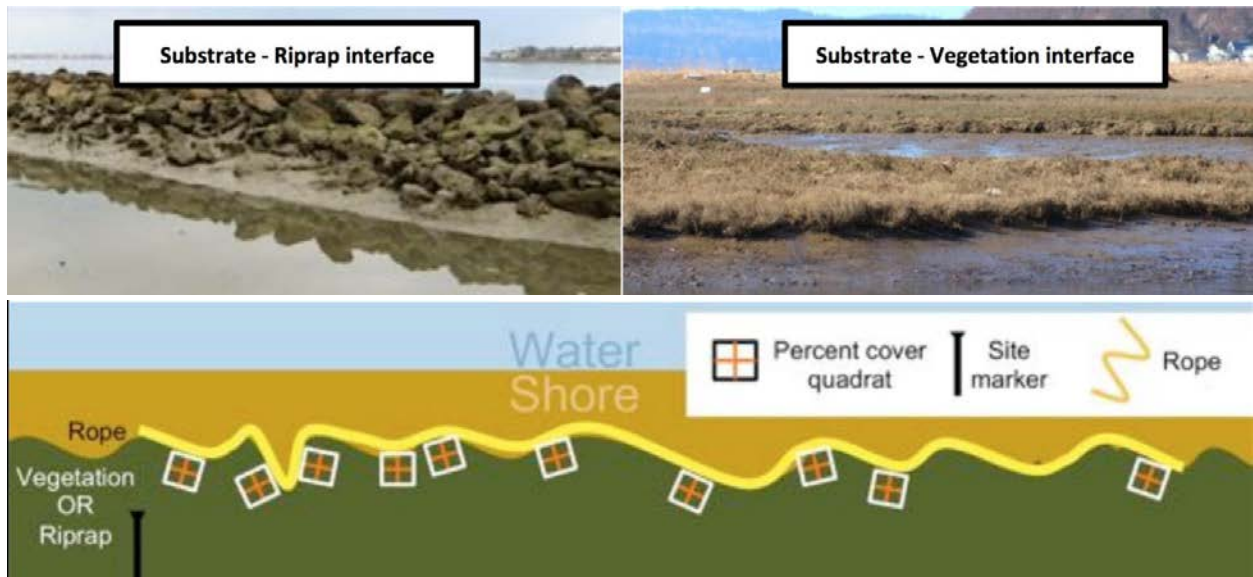 Substrate - Riprap interface
Substrate - Vegetation interface
Water
Shore
Percent cover
quadrat
Site
marker
Rope
Rope
Vegetation
OR
Riprap